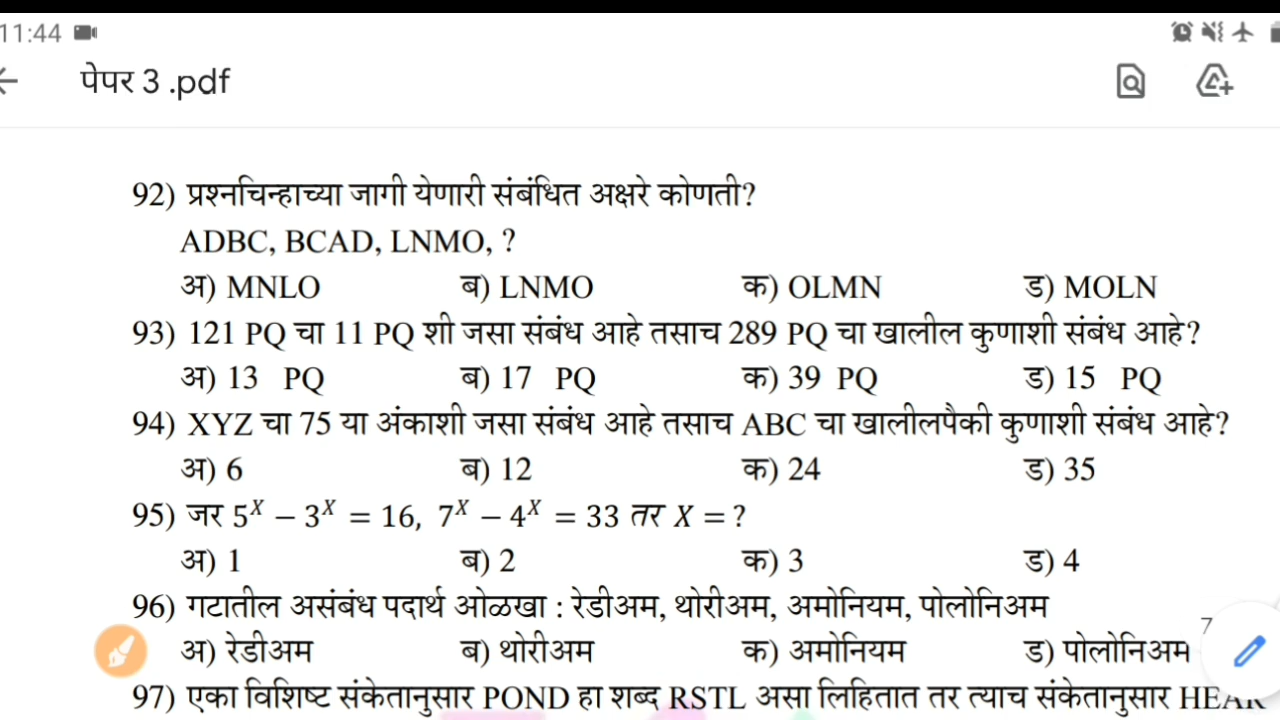 11:44
पेपर 3 .pdf
92) प्रश्नचिन्हाच्या जागी येणारी संबंधित अक्षरे कोणती?
ADBC, BCAD, LNMO, ?
अ) MNLO ब) LNMO क) OLMN ड) MOLN
93) 121 PQ चा 11 PQ शी जसा संबंध आहे तसाच 289 PQ चा खालील कुणाशी संबंध आहे?
अ) 13 PQ ब) 17 PQ क) 39 PQ ड) 15 PQ
94) XYZ चा 75 या अंकाशी जसा संबंध आहे तसाच ABC चा खालीलपैकी कुणाशी संबंध आहे?
अ) 6 ब) 12 क) 24 ड) 35
95) जर 5^X − 3^X = 16, 7^X − 4^X = 33 तर X = ?
अ) 1 ब) 2 क) 3 ड) 4
96) गटातील असंबंध पदार्थ ओळखा : रेडीअम, थोरीअम, अमोनियम, पोलोनिअम
7
अ) रेडीअम ब) थोरीअम क) अमोनियम ड) पोलोनिअम
97) एका विशिष्ट संकेतानुसार POND हा शब्द RSTL असा लिहितात तर त्याच संकेतानुसार HEAR